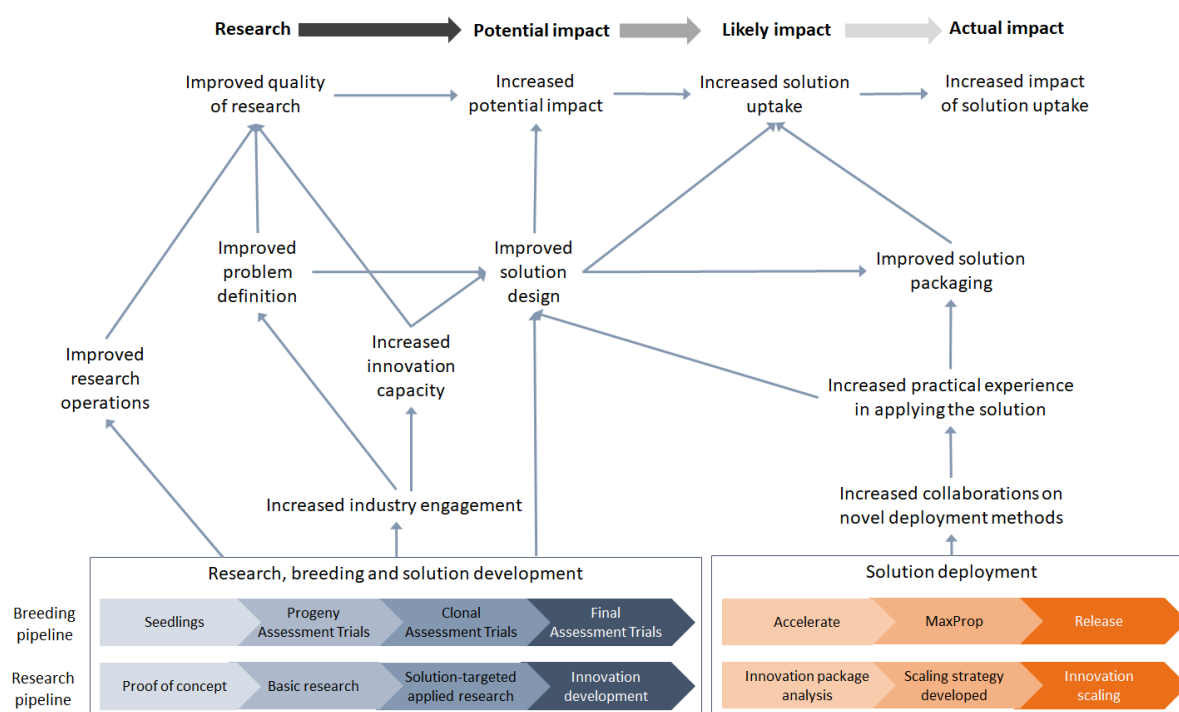 Research
Potential impact
Likely impact
Actual impact
Improved quality
of research
Increased
potential impact
Increased solution
uptake
Increased impact
of solution uptake
Improved
problem
definition
Improved
solution
design
Improved solution
packaging
Improved
research
operations
Increased
innovation
capacity
Increased practical experience
in applying the solution
Increased industry engagement
Increased collaborations on
novel deployment methods
Research, breeding and solution development
Solution deployment
Breeding
pipeline
Seedlings
Progeny
Assessment Trials
Clonal
Assessment Trials
Final
Assessment Trials
Accelerate
MaxProp
Release
Research
pipeline
Proof of concept
Basic research
Solution-targeted
applied research
Innovation
development
Innovation package
analysis
Scaling strategy
developed
Innovation
scaling